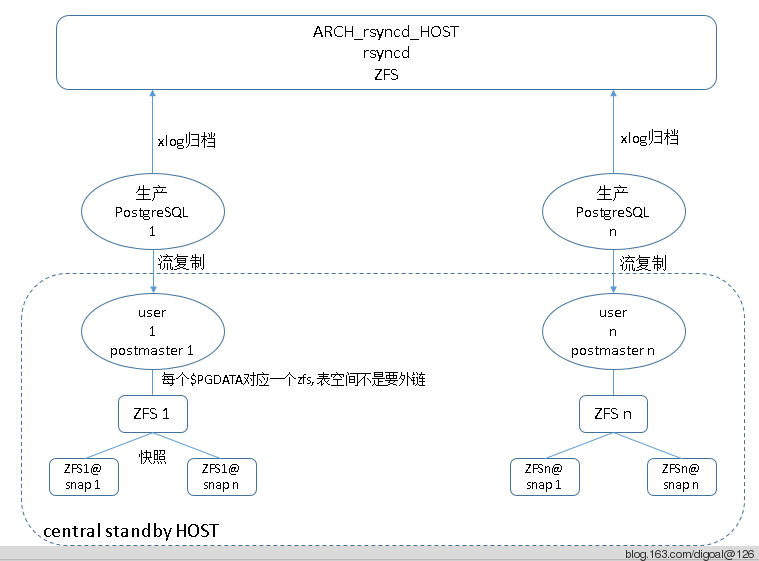 ARCH_rsyncd_HOST
rsyncd
ZFS
xlog归档
xlog归档
生产
PostgreSQL
1
生产
PostgreSQL
n
流复制
流复制
user
1
postmaster 1
user
n
postmaster n
每个$PGDATA对应一个zfs,表空间不是要外链
ZFS 1
ZFS n
快照
ZFS1@
snap 1
ZFS1@
snap n
ZFSn@
snap 1
ZFSn@
snap n
central standby HOST
blog.163.com/digoal@126